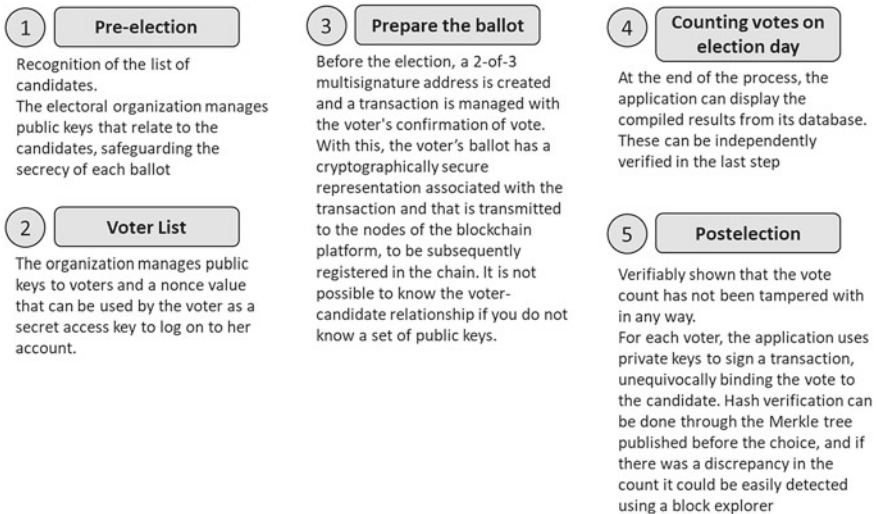 1
Pre-election
Recognition of the list of
candidates.
The electoral organization manages
public keys that relate to the
candidates, safeguarding the
secrecy of each ballot
2
Voter List
The organization manages public
keys to voters and a nonce value
that can be used by the voter as a
secret access key to log on to her
account.
3
Prepare the ballot
Before the election, a 2-of-3
multisignature address is created
and a transaction is managed with
the voter's confirmation of vote.
With this, the voter’s ballot has a
cryptographically secure
representation associated with the
transaction and that is transmitted
to the nodes of the blockchain
platform, to be subsequently
registered in the chain. It is not
possible to know the voter-
candidate relationship if you do not
know a set of public keys.
4
Counting votes on
election day
At the end of the process, the
application can display the
compiled results from its database.
These can be independently
verified in the last step
5
Postelection
Verifiably shown that the vote
count has not been tampered with
in any way.
For each voter, the application uses
private keys to sign a transaction,
unequivocally binding the vote to
the candidate. Hash verification can
be done through the Merkle tree
published before the choice, and if
there was a discrepancy in the
count it could be easily detected
using a block explorer